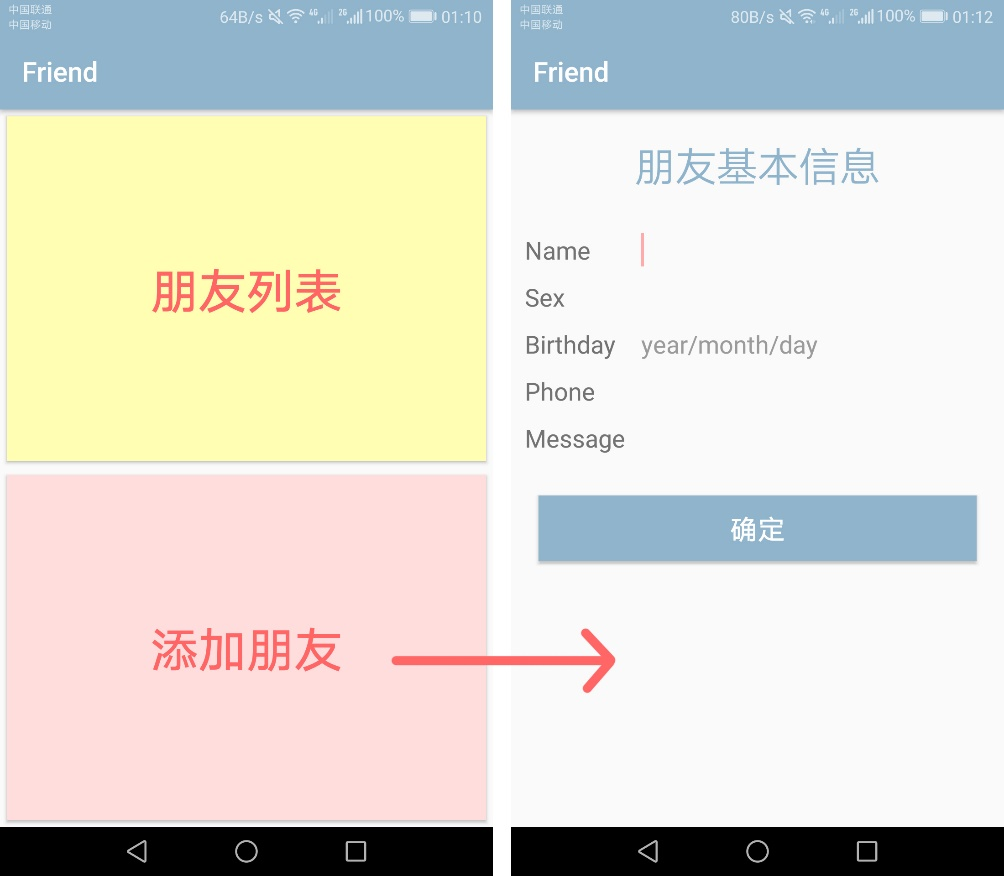 中国联通
中国移动
64B/s 4G 2G 100% 01:10
Friend
朋友列表
添加朋友
中国联通
中国移动
80B/s 4G 2G 100% 01:12
Friend
朋友基本信息
Name
Sex
Birthday year/month/day
Phone
Message
确定